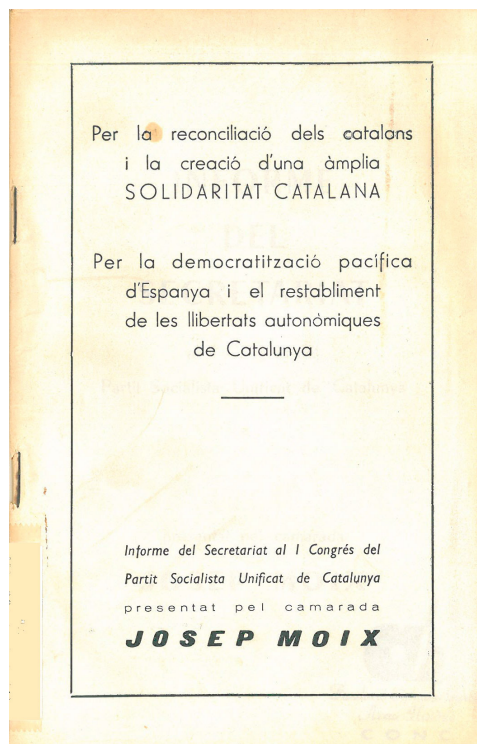 Per la reconciliació dels catalans
i la creació d'una àmplia
SOLIDARITAT CATALANA
Per la democratització pacífica
d'Espanya i el restabliment
de les llibertats autonòmiques
de Catalunya
Informe del Secretariat al I Congrés del
Partit Socialista Unificat de Catalunya
presentat pel camarada
JOSEP MOIX